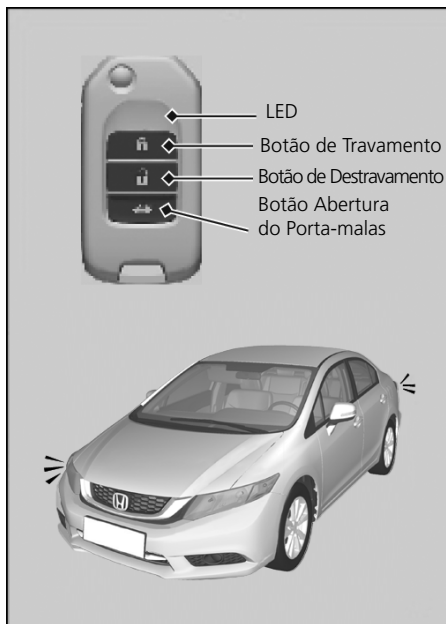 LED
Botão de Travamento
Botão de Destravamento
Botão Abertura
do Porta-malas